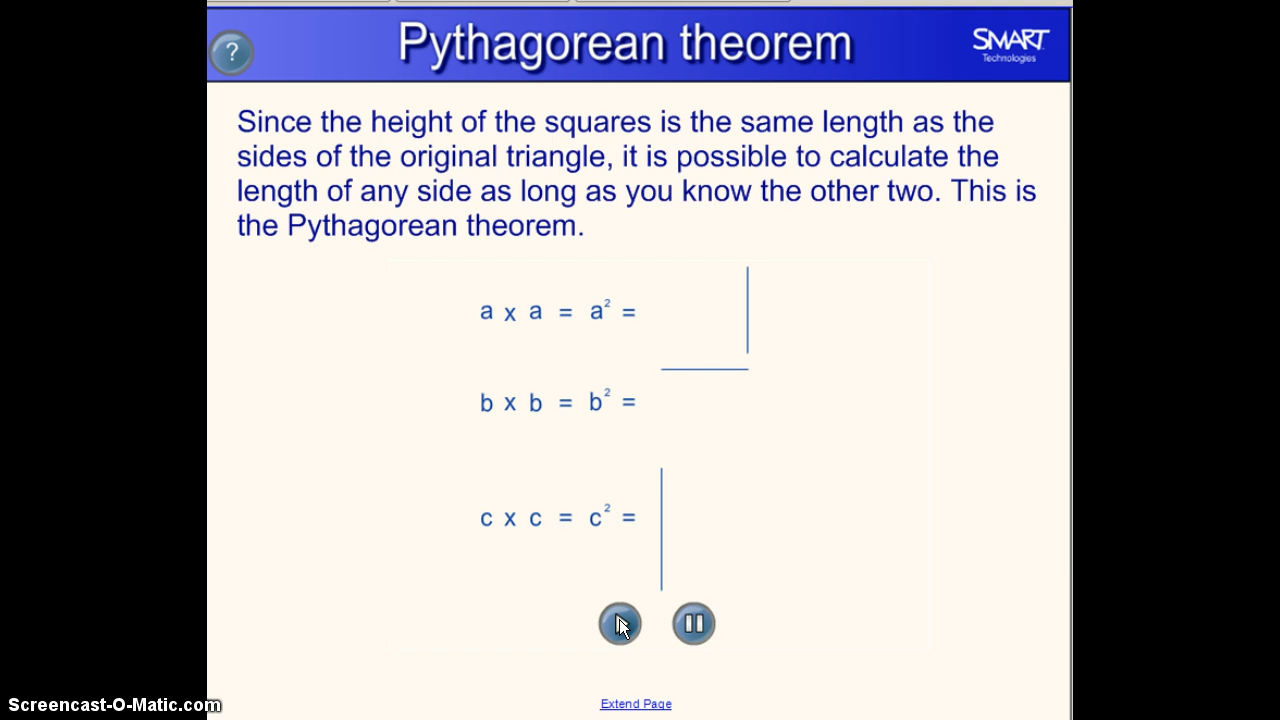 ?
Pythagorean theorem
SMART
Technologies
Since the height of the squares is the same length as the
sides of the original triangle, it is possible to calculate the
length of any side as long as you know the other two. This is
the Pythagorean theorem.
a x a = a² =
b x b = b² =
c x c = c² =
Extend Page
Screencast-O-Matic.com